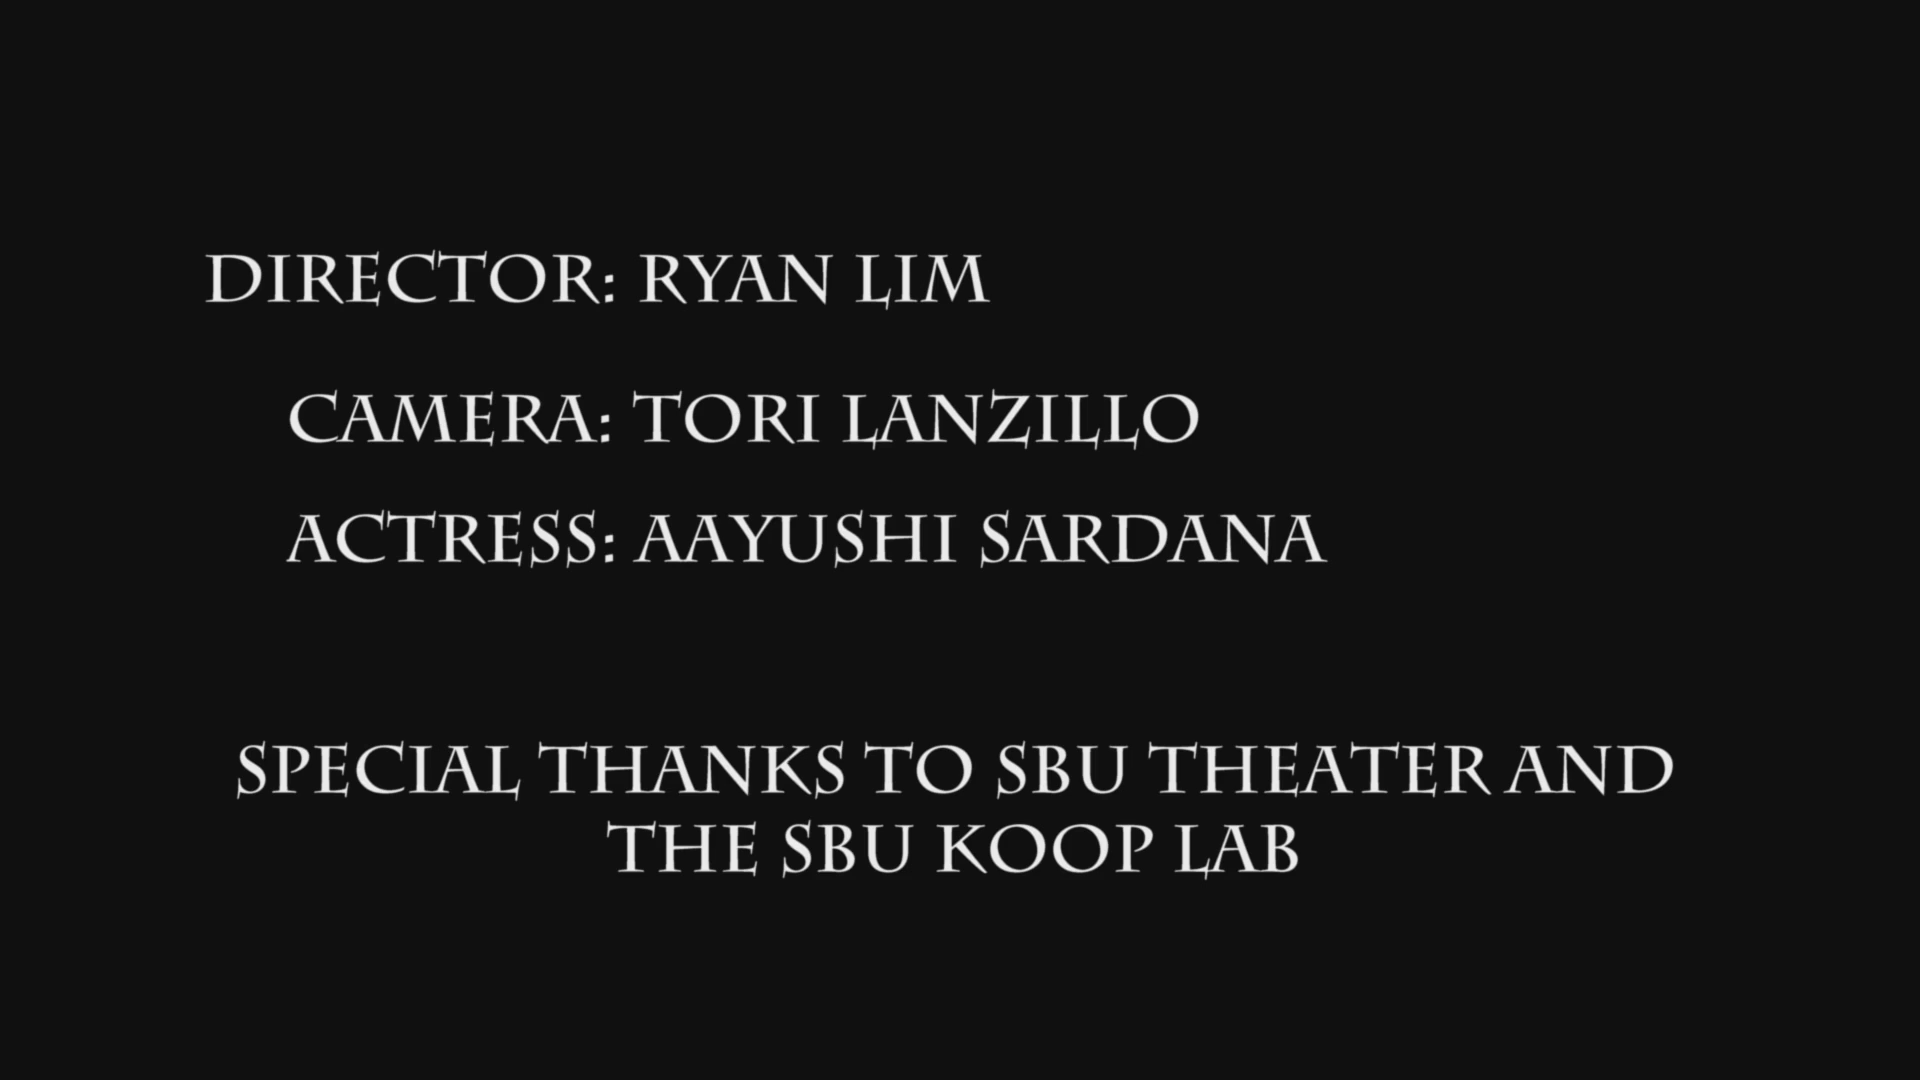 DIRECTOR: RYAN LIM
CAMERA: TORI LANZILLO
ACTRESS: AAYUSHI SARDANA
SPECIAL THANKS TO SBU THEATER AND
THE SBU KOOP LAB